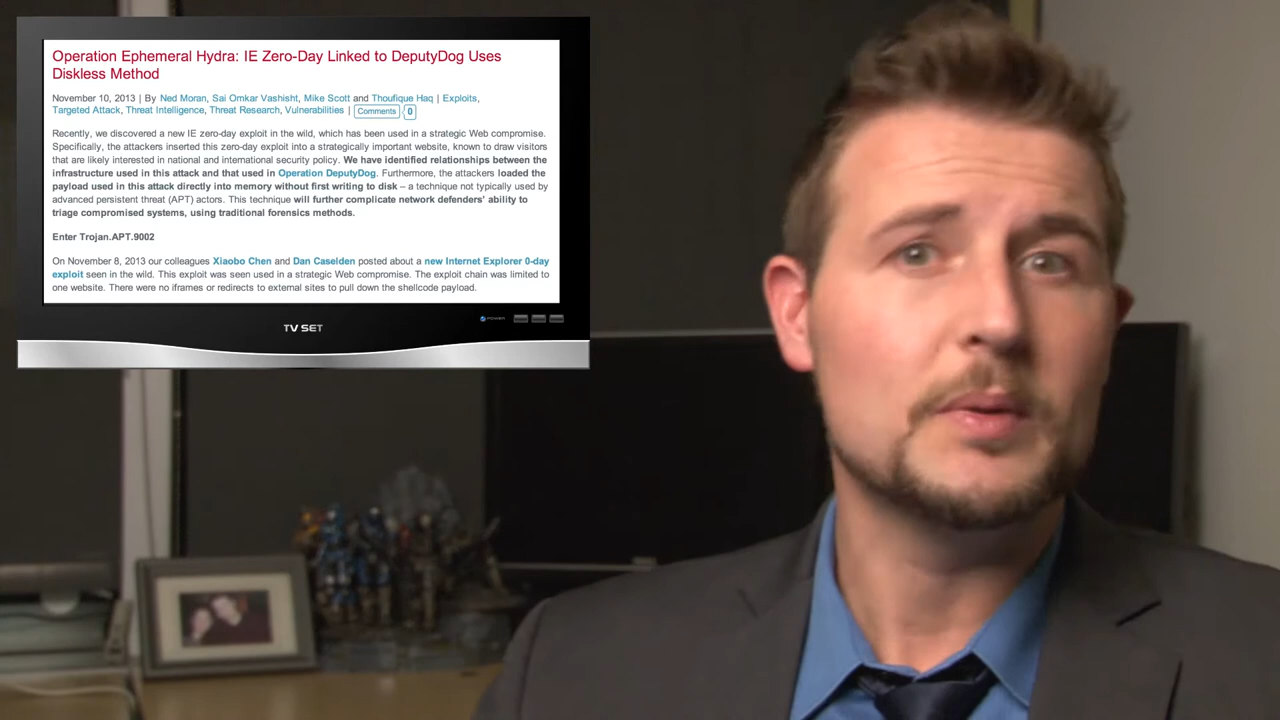 Operation Ephemeral Hydra: IE Zero-Day Linked to DeputyDog Uses
Diskless Method
November 10, 2013 | By Ned Moran, Sai Omkar Vashisht, Mike Scott and Thoufique Haq | Exploits,
Targeted Attack, Threat Intelligence, Threat Research, Vulnerabilities | Comments 0
Recently, we discovered a new IE zero-day exploit in the wild, which has been used in a strategic Web compromise.
Specifically, the attackers inserted this zero-day exploit into a strategically important website, known to draw visitors
that are likely interested in national and international security policy. We have identified relationships between the
infrastructure used in this attack and that used in Operation DeputyDog. Furthermore, the attackers loaded the
payload used in this attack directly into memory without first writing to disk – a technique not typically used by
advanced persistent threat (APT) actors. This technique will further complicate network defenders' ability to
triage compromised systems, using traditional forensics methods.
Enter Trojan.APT.9002
On November 8, 2013 our colleagues Xiaobo Chen and Dan Caselden posted about a new Internet Explorer 0-day
exploit seen in the wild. This exploit was seen used in a strategic Web compromise. The exploit chain was limited to
one website. There were no iframes or redirects to external sites to pull down the shellcode payload.
POWER
TV SET